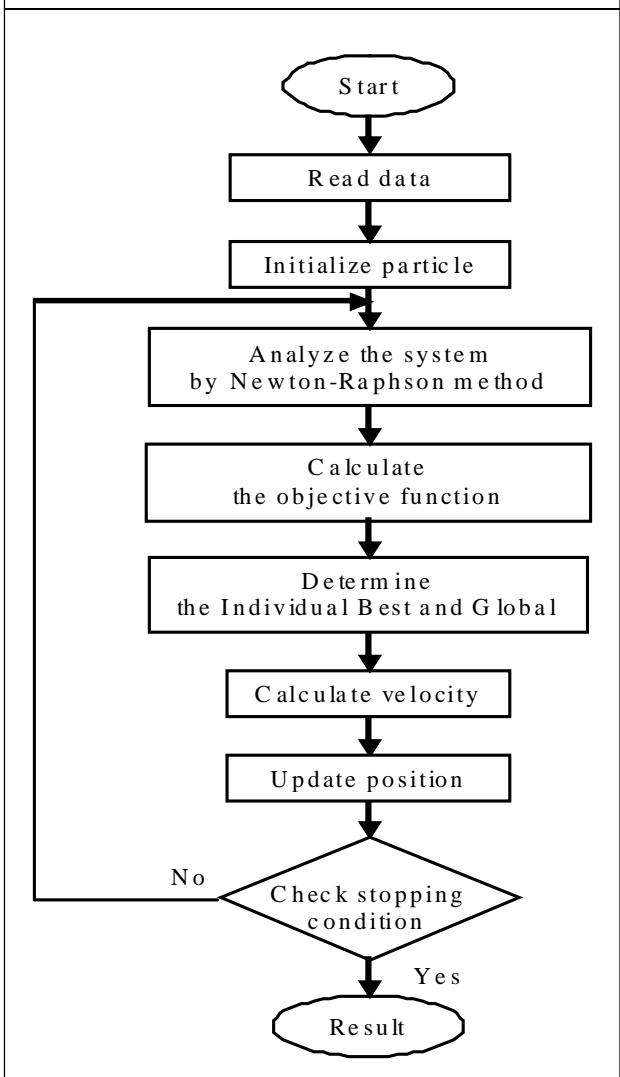 Start
Read data
Initialize particle
Analyze the system
by Newton-Raphson method
Calculate
the objective function
Determine
the Individual Best and Global
Calculate velocity
Update position
No
Check stopping
condition
Yes
Result